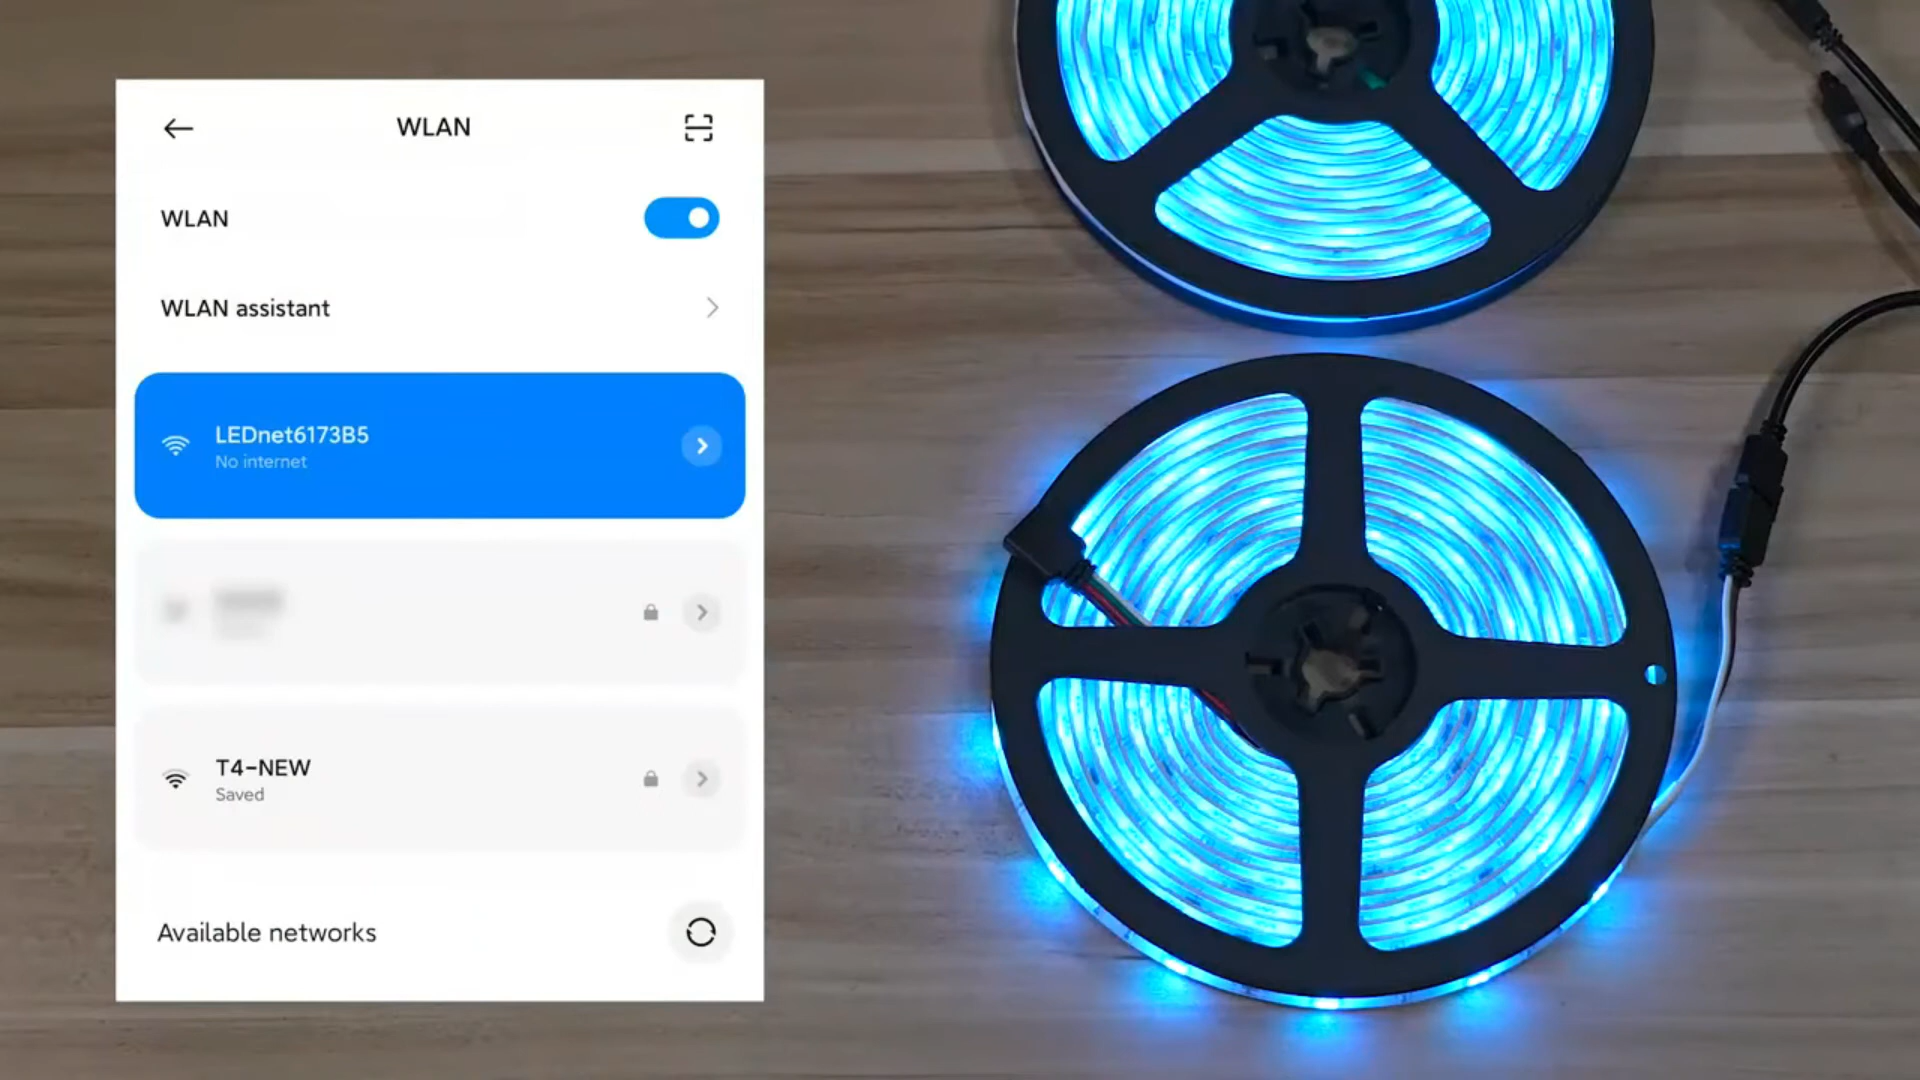 WLAN
WLAN
WLAN assistant
LEDnet6173B5
No internet
T4-NEW
Saved
Available networks